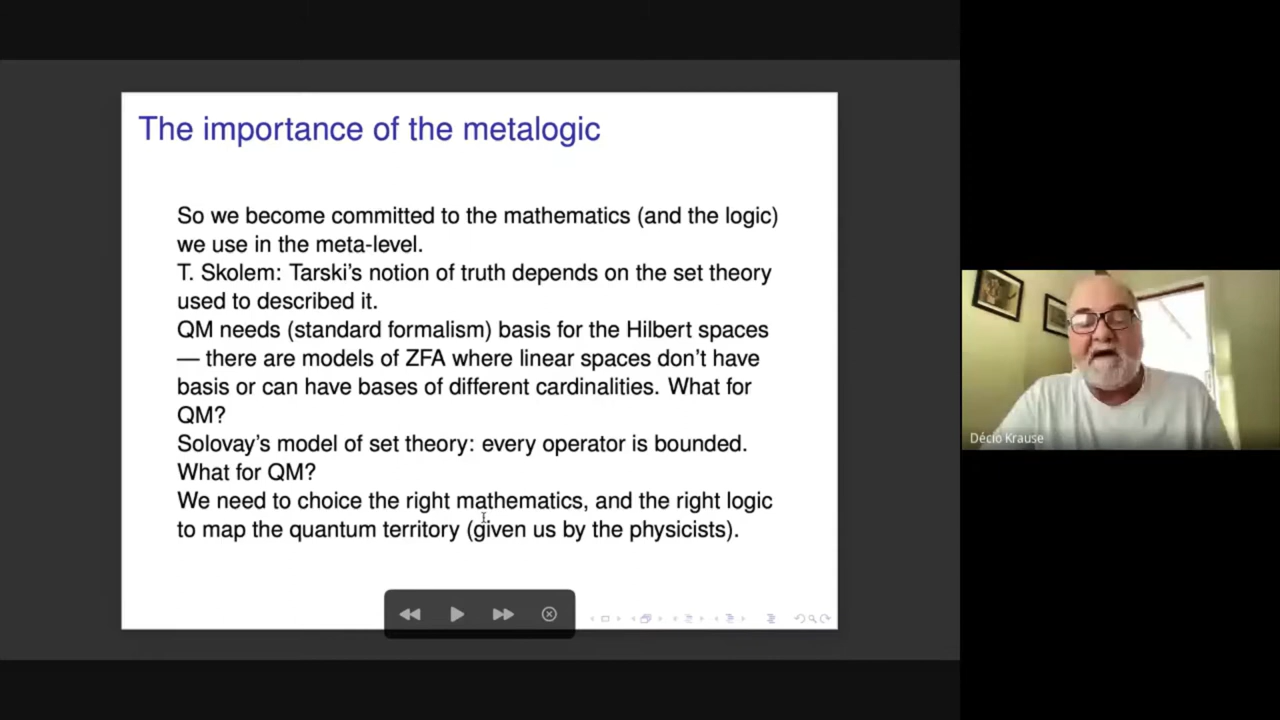 The importance of the metalogic
So we become committed to the mathematics (and the logic)
we use in the meta-level.
T. Skolem: Tarski's notion of truth depends on the set theory
used to described it.
QM needs (standard formalism) basis for the Hilbert spaces
— there are models of ZFA where linear spaces don't have
basis or can have bases of different cardinalities. What for
QM?
Solovay's model of set theory: every operator is bounded.
What for QM?
We need to choice the right mathematics, and the right logic
to map the quantum territory (given us by the physicists).
Décio Krause